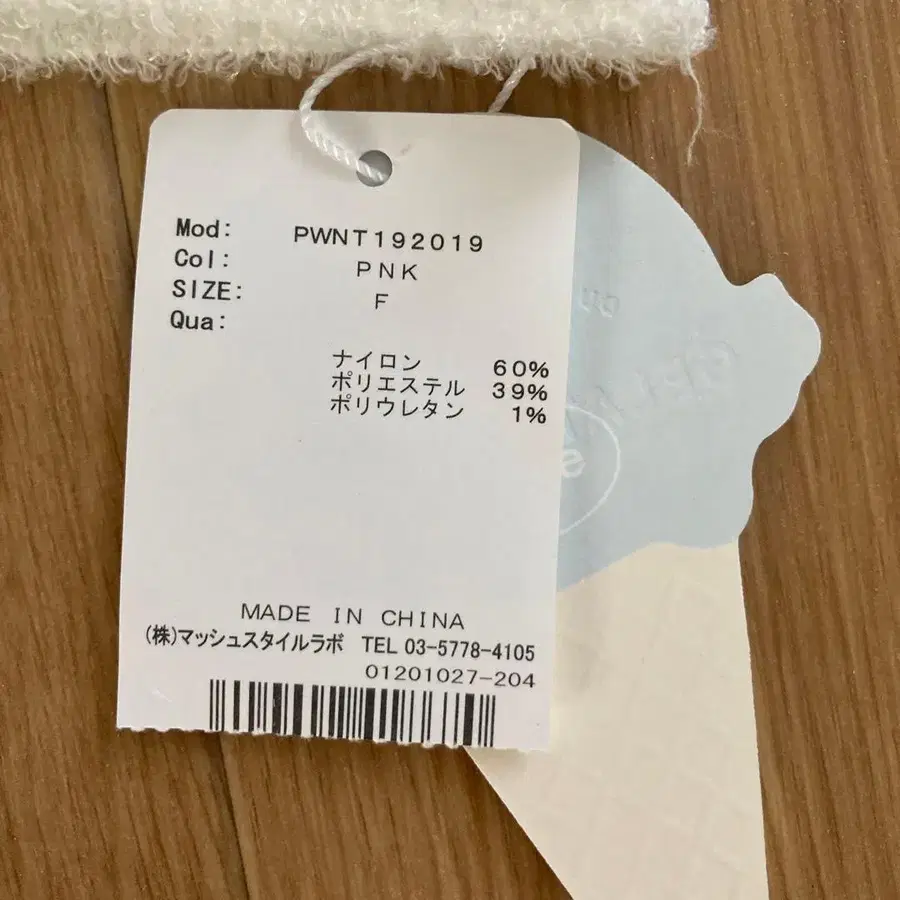 Mod: PWNT192019
Col: PNK
SIZE: F
Qua:
ナイロン 60%
ポリエステル 39%
ポリウレタン 1%
MADE IN CHINA
(株)マッシュスタイルラボ TEL 03-5778-4105
01201027-204